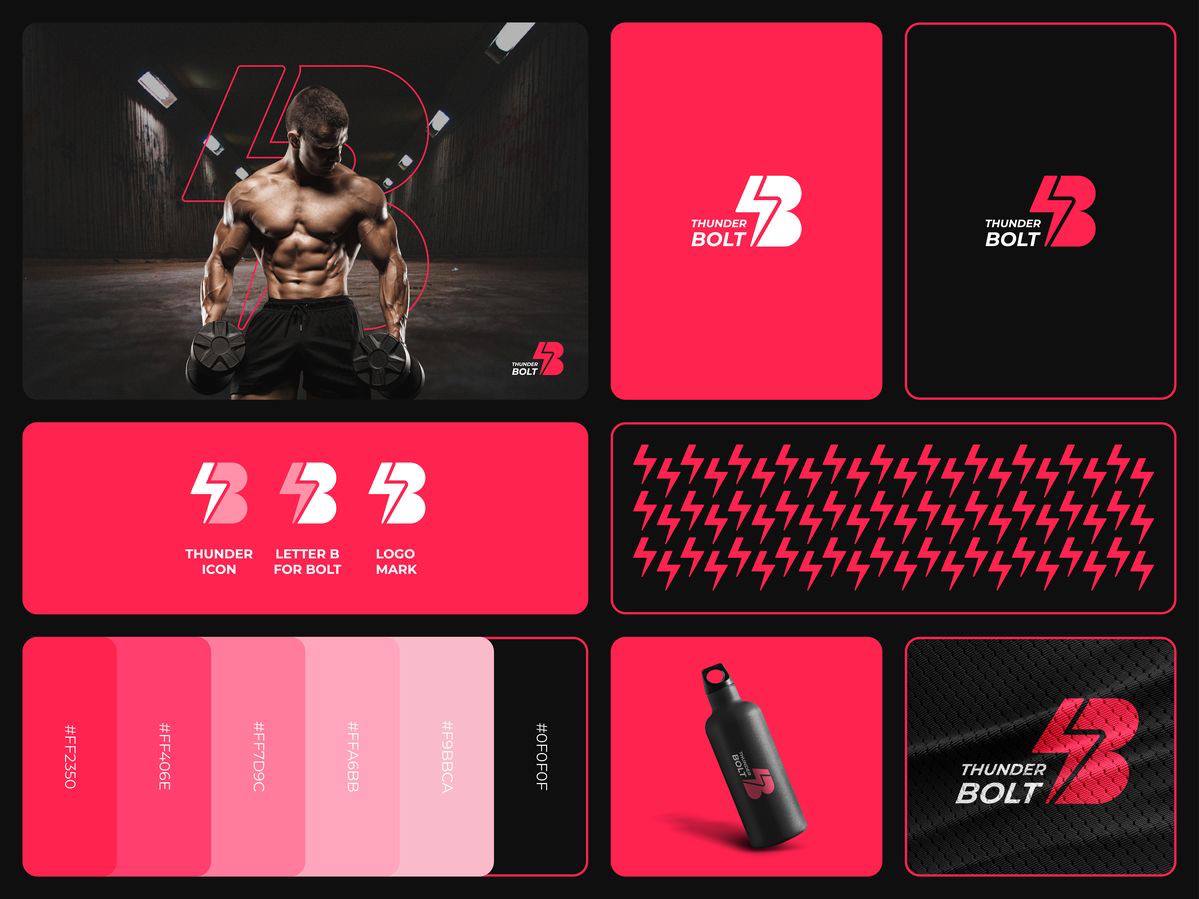 THUNDER
BOLT
THUNDER
BOLT
THUNDER
BOLT
THUNDER
ICON
LETTER B
FOR BOLT
LOGO
MARK
#FF2350
#FF406E
#FF7D9C
#FFA6BB
#F9BBCA
#0F0F0F
THUNDER
BOLT
THUNDER
BOLT